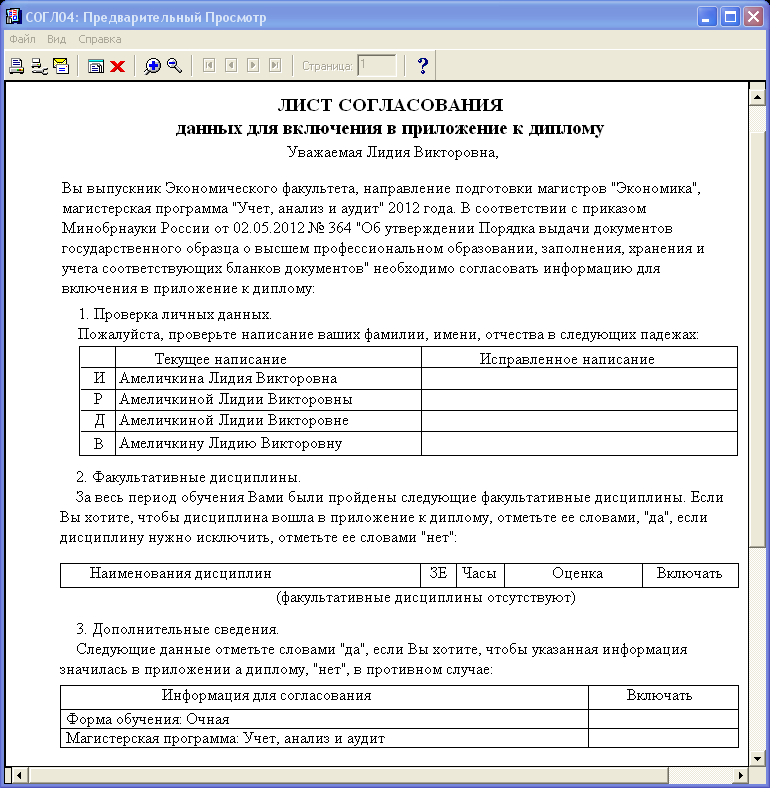 СОГЛ04: Предварительный Просмотр
Файл Вид Справка
Страница: 1
ЛИСТ СОГЛАСОВАНИЯ
данных для включения в приложение к диплому
Уважаемая Лидия Викторовна,
Вы выпускник Экономического факультета, направление подготовки магистров "Экономика",
магистерская программа "Учет, анализ и аудит" 2012 года. В соответствии с приказом
Минобрнауки России от 02.05.2012 № 364 "Об утверждении Порядка выдачи документов
государственного образца о высшем профессиональном образовании, заполнения, хранения и
учета соответствующих бланков документов" необходимо согласовать информацию для
включения в приложение к диплому:
1. Проверка личных данных.
Пожалуйста, проверьте написание ваших фамилии, имени, отчества в следующих падежах:
Текущее написание Исправленное написание
И Амеличкина Лидия Викторовна
Р Амеличкиной Лидии Викторовны
Д Амеличкиной Лидии Викторовне
В Амеличкину Лидию Викторовну
2. Факультативные дисциплины.
За весь период обучения Вами были пройдены следующие факультативные дисциплины. Если
Вы хотите, чтобы дисциплина вошла в приложение к диплому, отметьте ее словами, "да", если
дисциплину нужно исключить, отметьте ее словами "нет":
Наименования дисциплин ЗЕ Часы Оценка Включать
(факультативные дисциплины отсутствуют)
3. Дополнительные сведения.
Следующие данные отметьте словами "да", если Вы хотите, чтобы указанная информация
значилась в приложении а диплому, "нет", в противном случае:
Информация для согласования Включать
Форма обучения: Очная
Магистерская программа: Учет, анализ и аудит